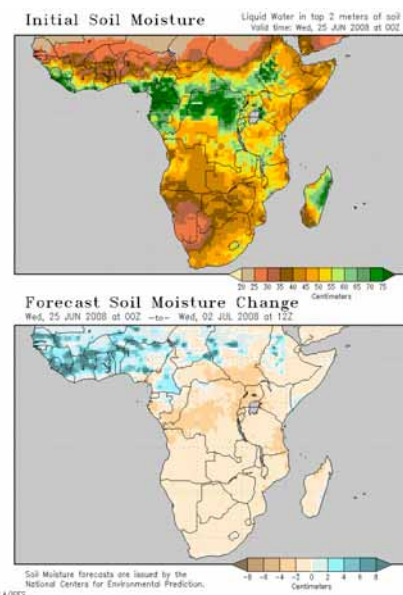 Initial Soil Moisture
Liquid Water in top 2 meters of soil
Valid time: Wed, 25 JUN 2008 at 00Z
20 25 30 35 40 45 50 55 60 65 70 75
Centimeters
Forecast Soil Moisture Change
Wed, 25 JUN 2008 at 00Z —to— Wed, 02 JUL 2008 at 12Z
Soil Moisture forecasts are issued by the
National Centers for Environmental Prediction.
-8 -6 -4 -2 0 2 4 6 8
Centimeters